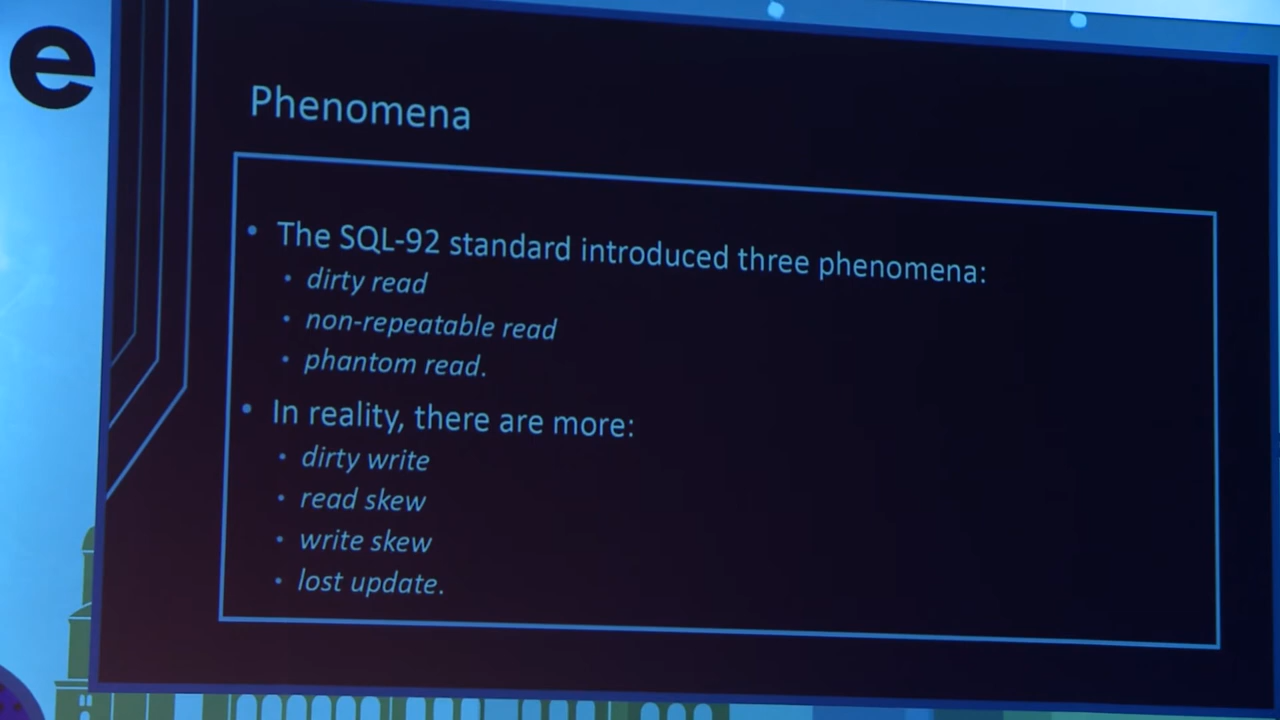 e
Phenomena
• The SQL-92 standard introduced three phenomena:
• dirty read
• non-repeatable read
• phantom read.
• In reality, there are more:
• dirty write
• read skew
• write skew
• lost update.